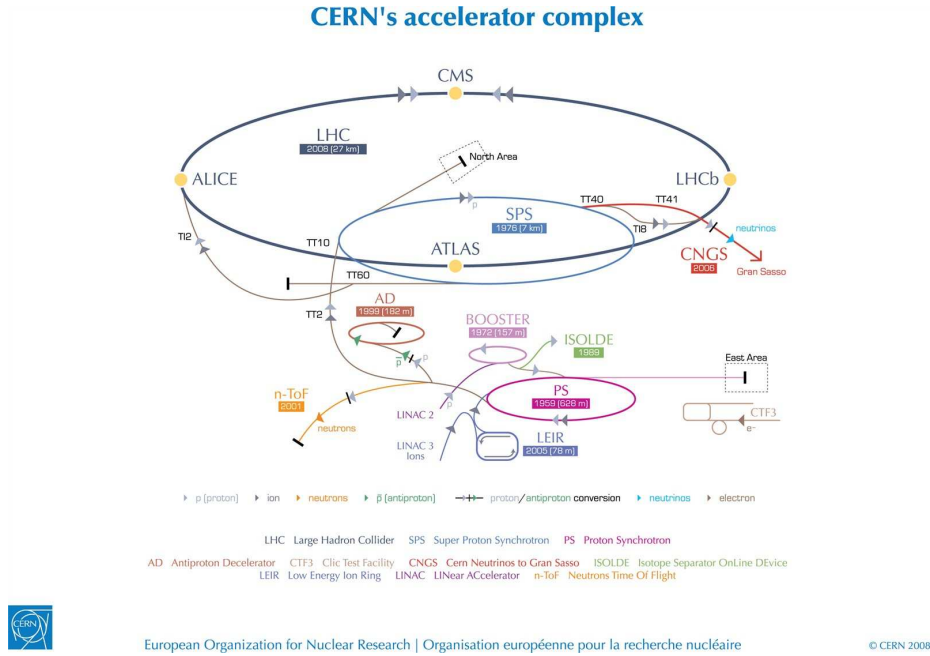 CERN's accelerator complex
CMS
LHC
2008 (27 km)
North Area
ALICE
LHCb
TT40
TT41
SPS
1976 (7 km)
p
TI2
TI8
neutrinos
TT10
ATLAS
CNGS
2006
Gran Sasso
TT60
AD
1999 (182 m)
TT2
BOOSTER
1972 (157 m)
ISOLDE
1989
p
p
East Area
n-ToF
2001
PS
1959 (628 m)
LINAC 2
p
neutrons
CTF3
e-
LINAC 3
Ions
LEIR
2005 (78 m)
p (proton) ion neutrons p̄ (antiproton) proton/antiproton conversion neutrinos electron
LHC Large Hadron Collider SPS Super Proton Synchrotron PS Proton Synchrotron
AD Antiproton Decelerator CTF3 Clic Test Facility CNGS Cern Neutrinos to Gran Sasso ISOLDE Isotope Separator OnLine DEvice
LEIR Low Energy Ion Ring LINAC LINear ACcelerator n-ToF Neutrons Time Of Flight
CERN
European Organization for Nuclear Research | Organisation européenne pour la recherche nucléaire
© CERN 2008